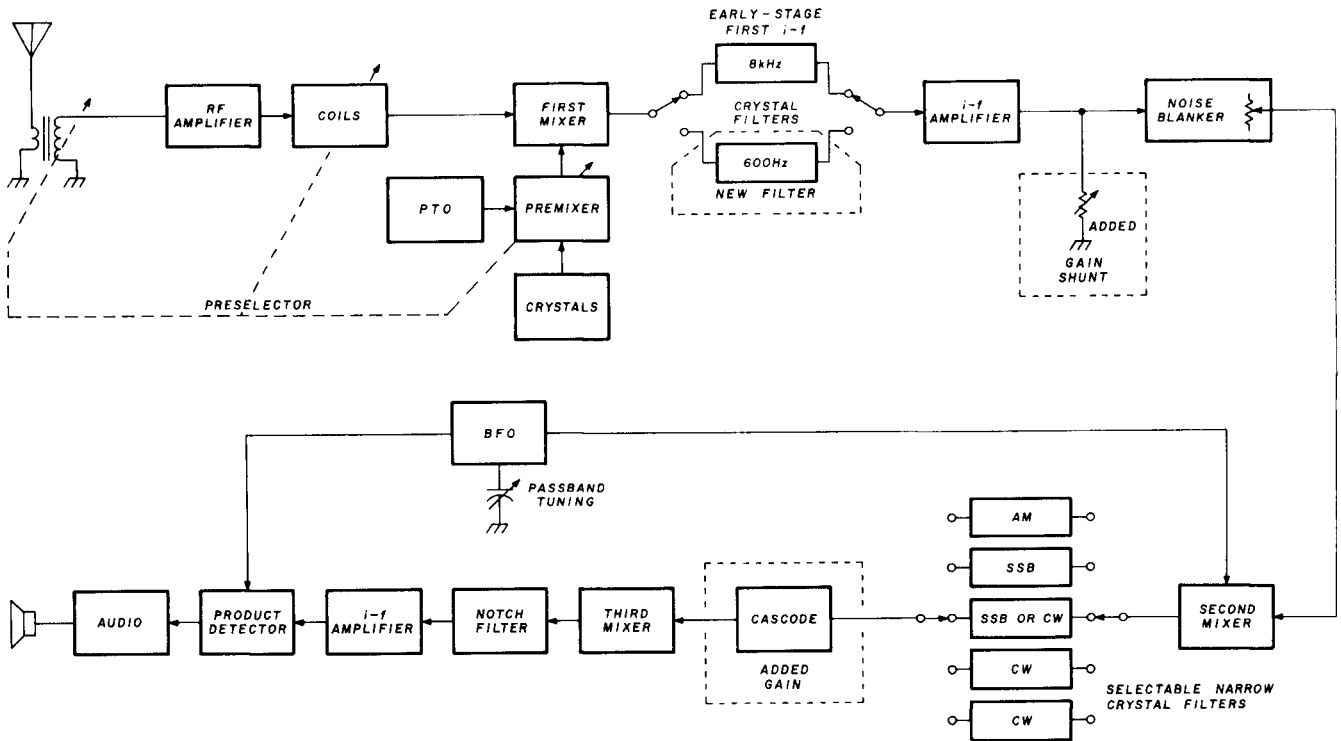 EARLY-STAGE
FIRST i-f
8kHz
RF
AMPLIFIER
COILS
FIRST
MIXER
CRYSTAL
FILTERS
i-f
AMPLIFIER
NOISE
BLANKER
600Hz
NEW FILTER
PTO
PREMIXER
ADDED
GAIN
SHUNT
PRESELECTOR
CRYSTALS
BFO
PASSBAND
TUNING
AM
SSB
AUDIO
PRODUCT
DETECTOR
i-f
AMPLIFIER
NOTCH
FILTER
THIRD
MIXER
CASCODE
SSB OR CW
SECOND
MIXER
ADDED
GAIN
CW
SELECTABLE NARROW
CRYSTAL FILTERS
CW